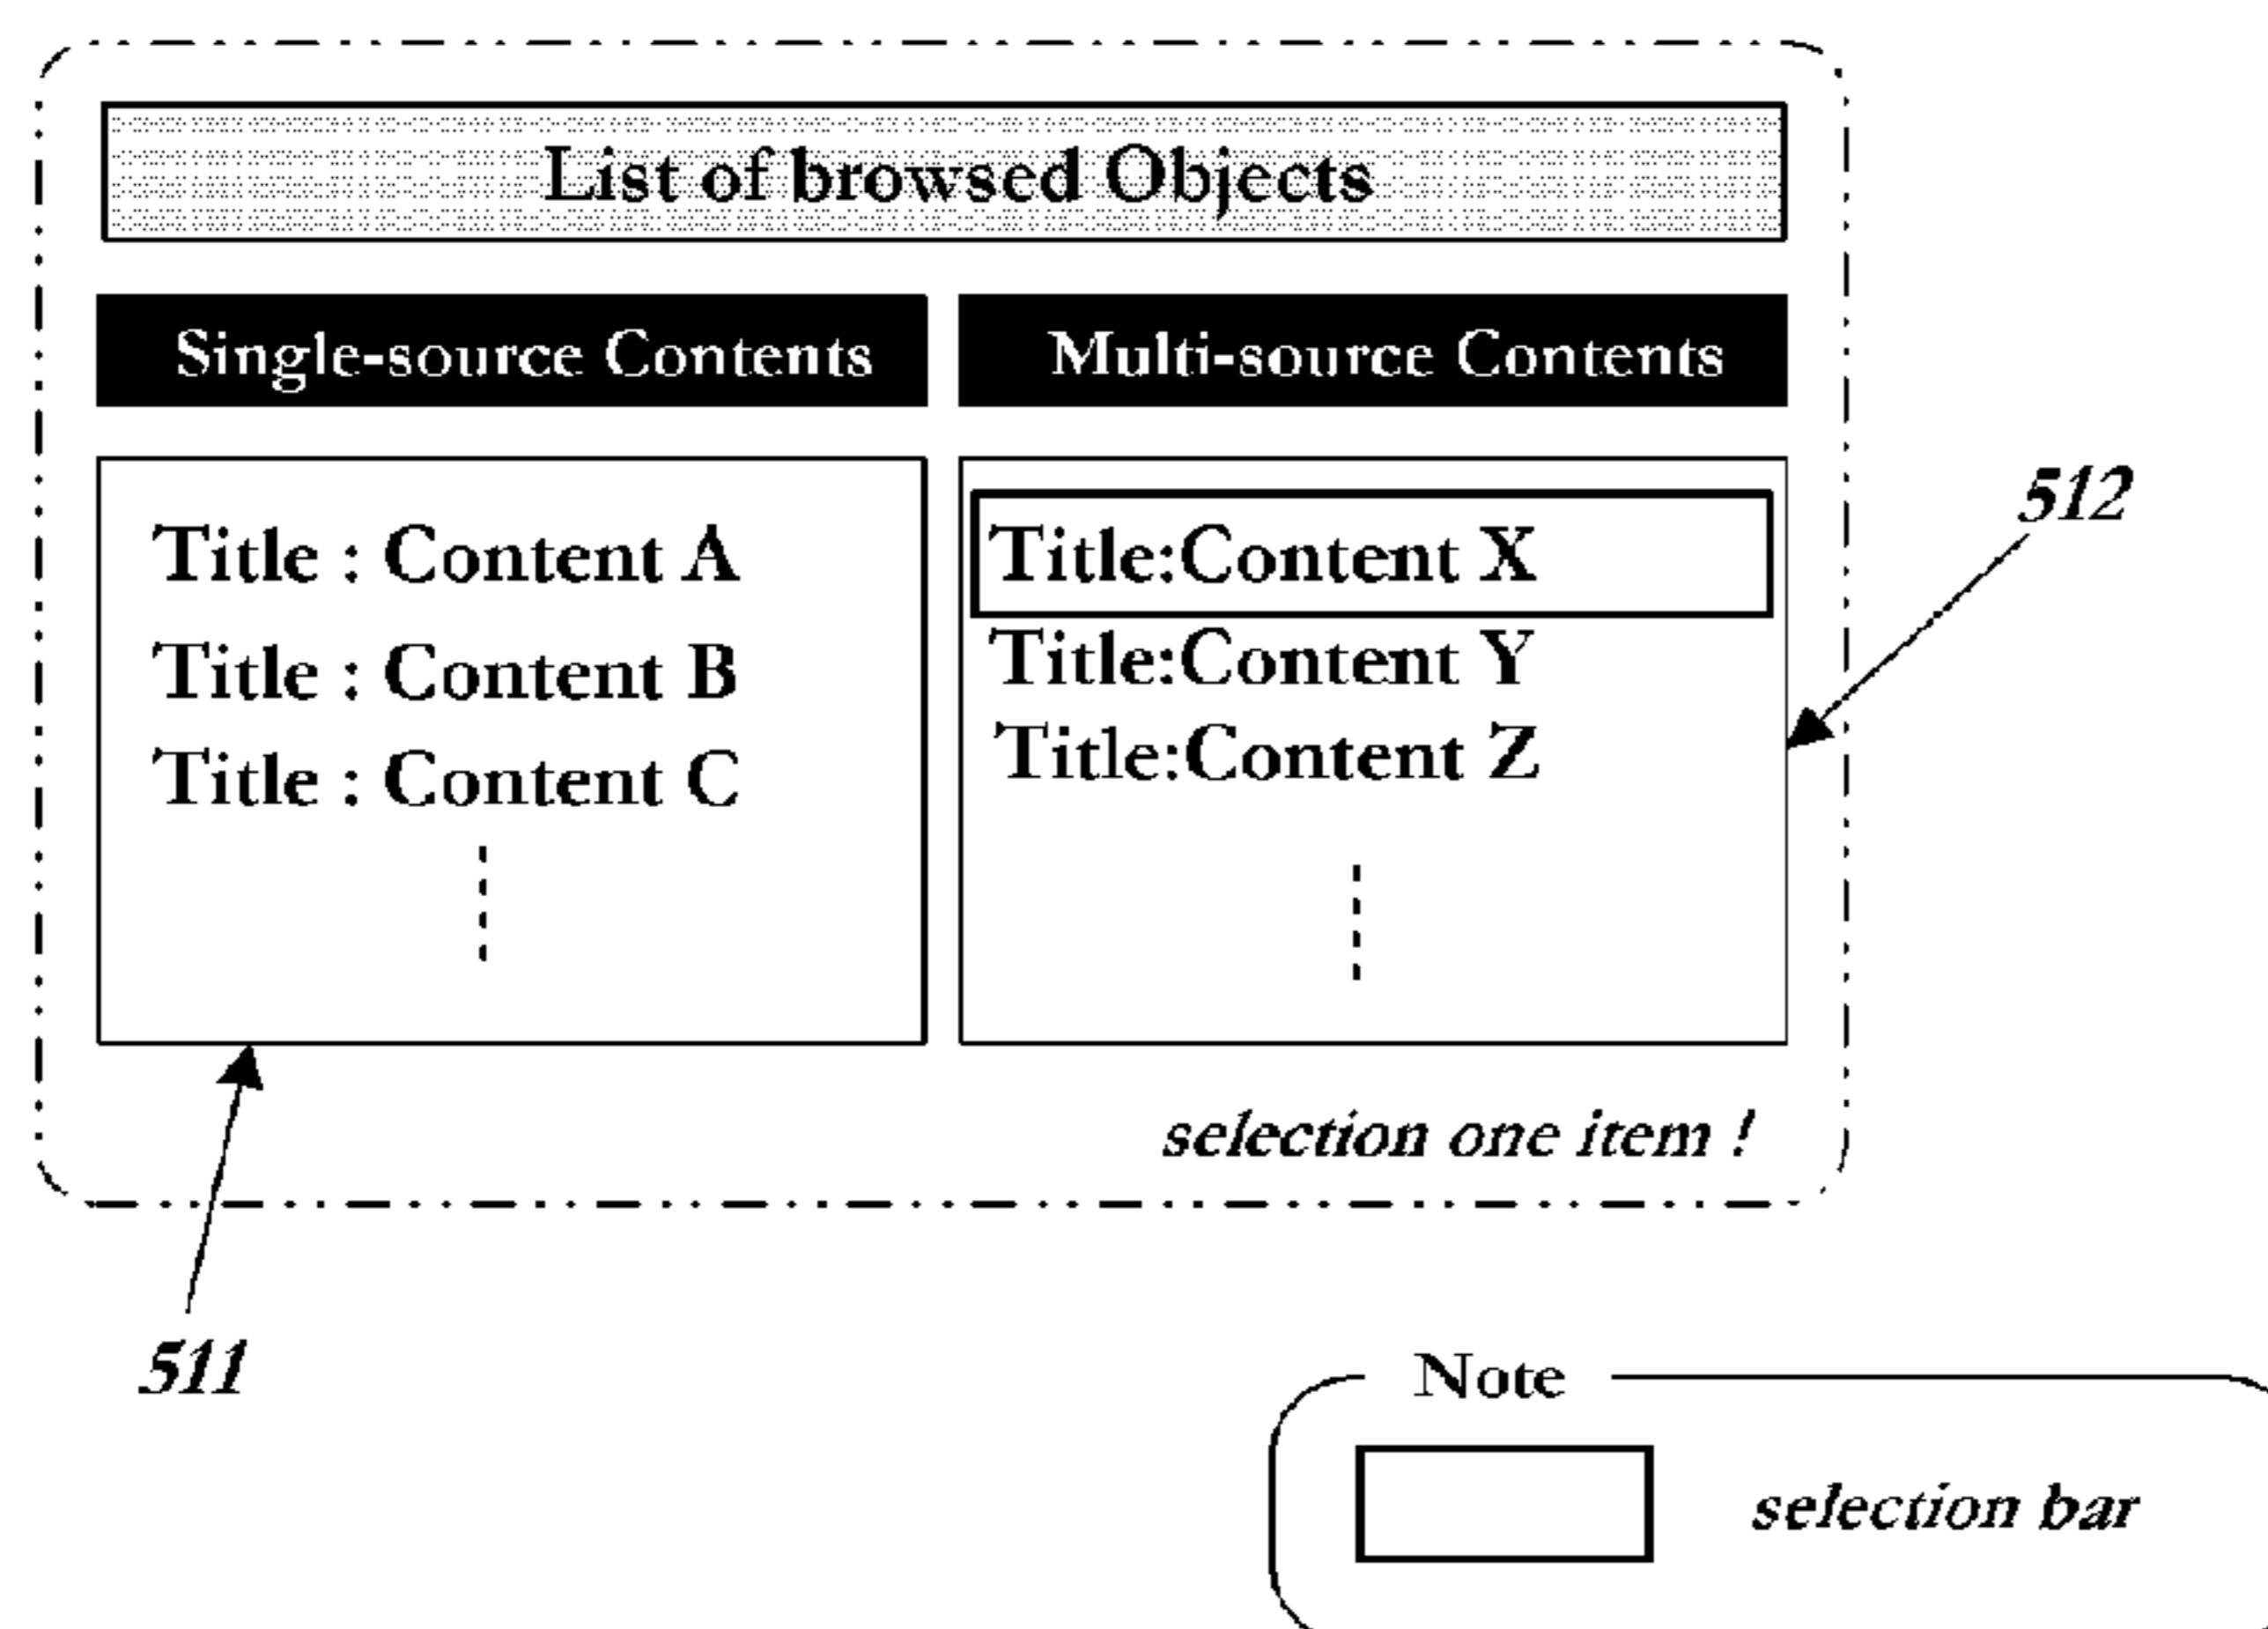 List of browsed Objects
Single-source Contents
Multi-source Contents
Title : Content A
Title : Content B
Title : Content C
Title:Content X
Title:Content Y
Title:Content Z
512
selection one item !
511
Note
selection bar